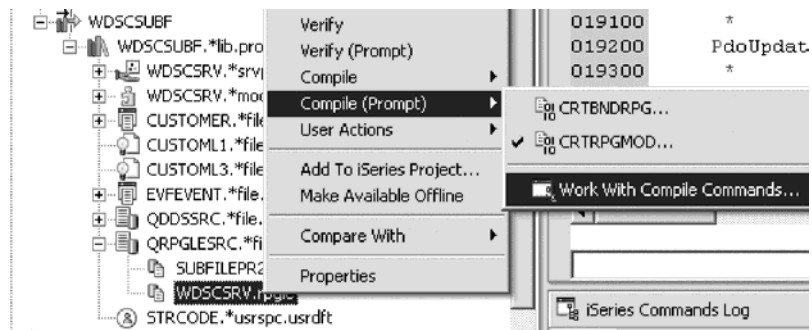 WDSCSUBF
WDSCSUBF.*lib.pro
WDSCSRV.*srvp
WDSCSRV.*mod
CUSTOMER.*file
CUSTOML1.*file
CUSTOML3.*file
EVFEVENT.*file.
QDDSSRC.*file.
QRPGLESRC.*fi
SUBFILEPR2
WDSCSRV.rpgle
STRCODE.*usrspc.usrdft
Verify
Verify (Prompt)
Compile
Compile (Prompt)
User Actions
Add To iSeries Project...
Make Available Offline
Compare With
Properties
CRTBNDRPG...
CRTRPGMOD...
Work With Compile Commands...
019100 *
019200 PdoUpdat
019300 *
iSeries Commands Log